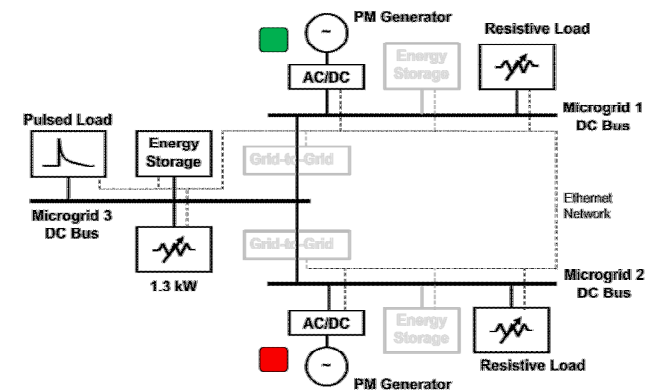 PM Generator
~
Energy
Storage
Resistive Load
AC/DC
Microgrid 1
DC Bus
Pulsed Load
Energy
Storage
Grid-to-Grid
Ethernet
Network
Microgrid 3
DC Bus
Grid-to-Grid
1.3 kW
Microgrid 2
DC Bus
AC/DC
Energy
Storage
~
Resistive Load
PM Generator